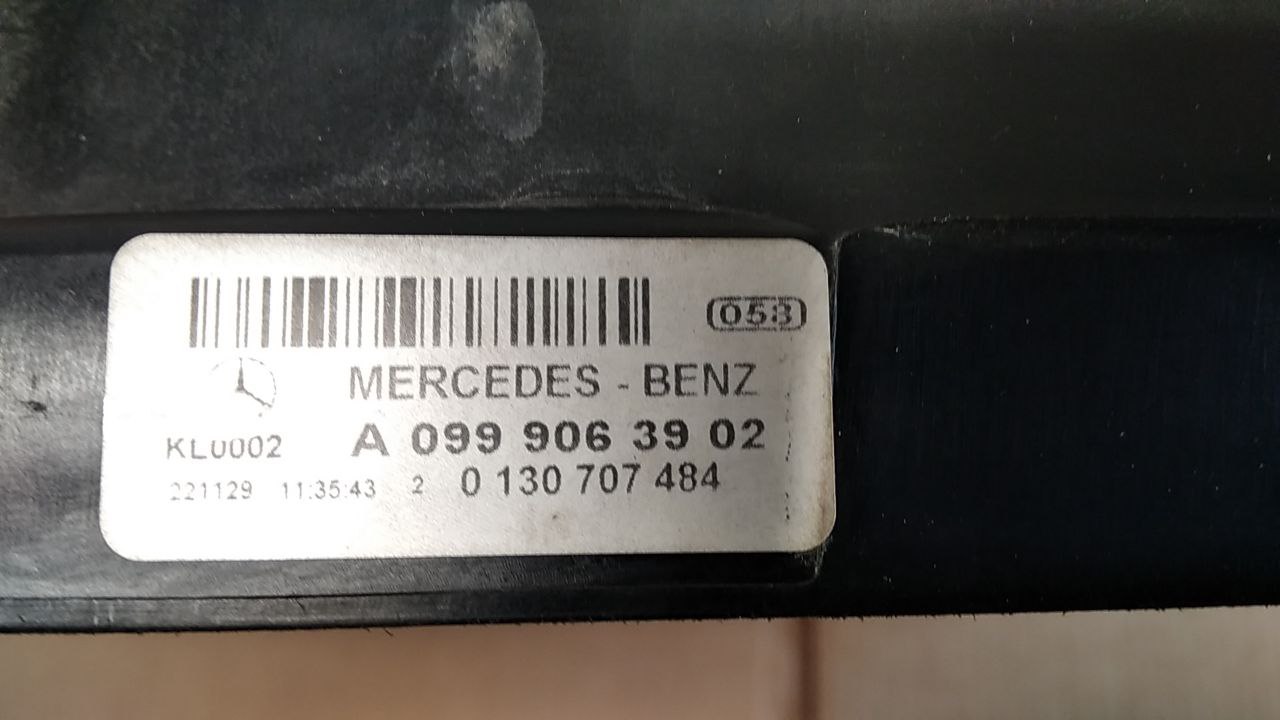 058
MERCEDES - BENZ
KL0002 A 099 906 39 02
221129 11:35:43 2 0 130 707 484